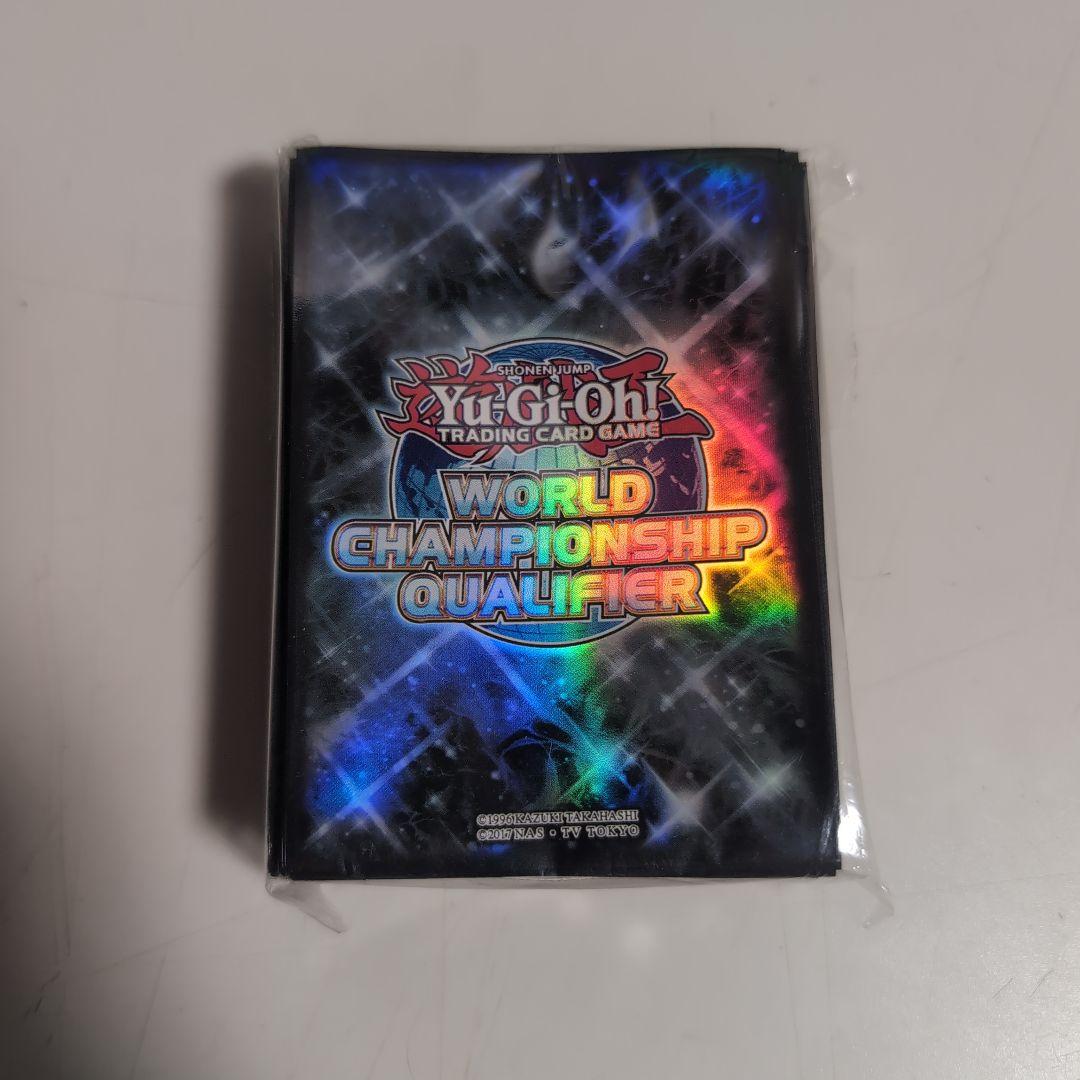 SHONEN JUMP
遊戯王
Yu-Gi-Oh!
TRADING CARD GAME
WORLD
CHAMPIONSHIP
QUALIFIER
©1996 KAZUKI TAKAHASHI
©2017 NAS • TV TOKYO